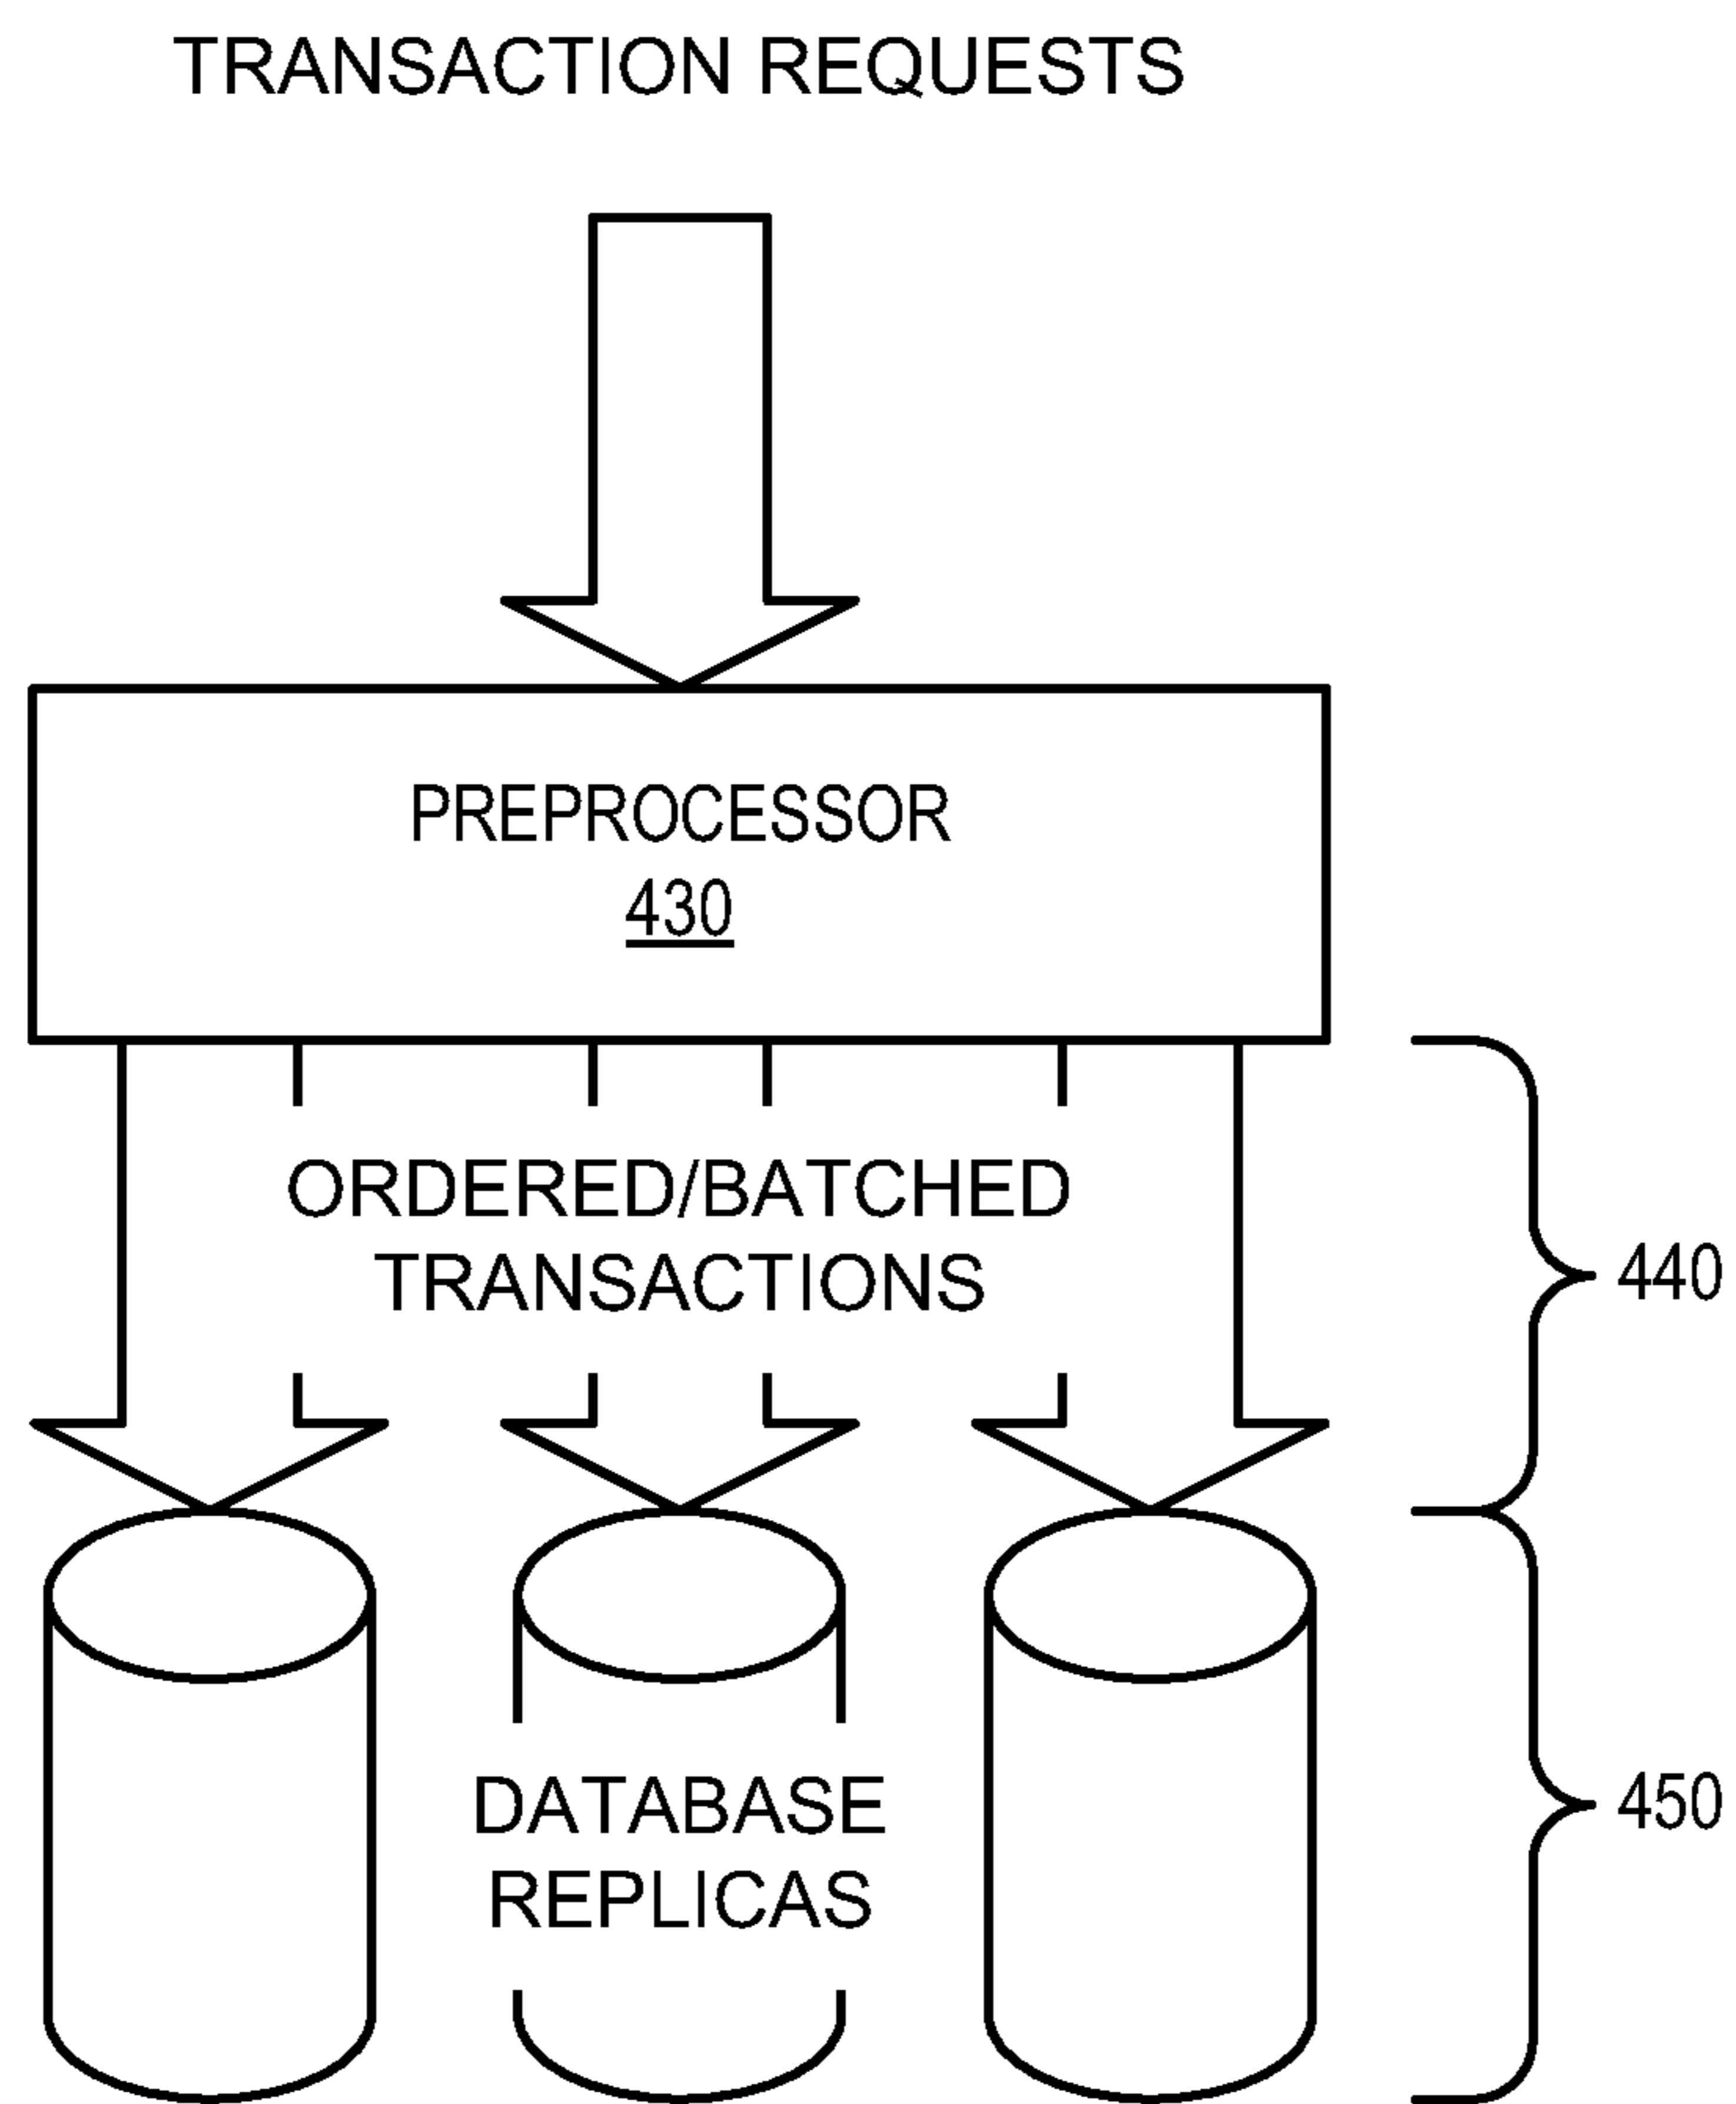 TRANSACTION REQUESTS
PREPROCESSOR
430
ORDERED/BATCHED
TRANSACTIONS
440
DATABASE
REPLICAS
450